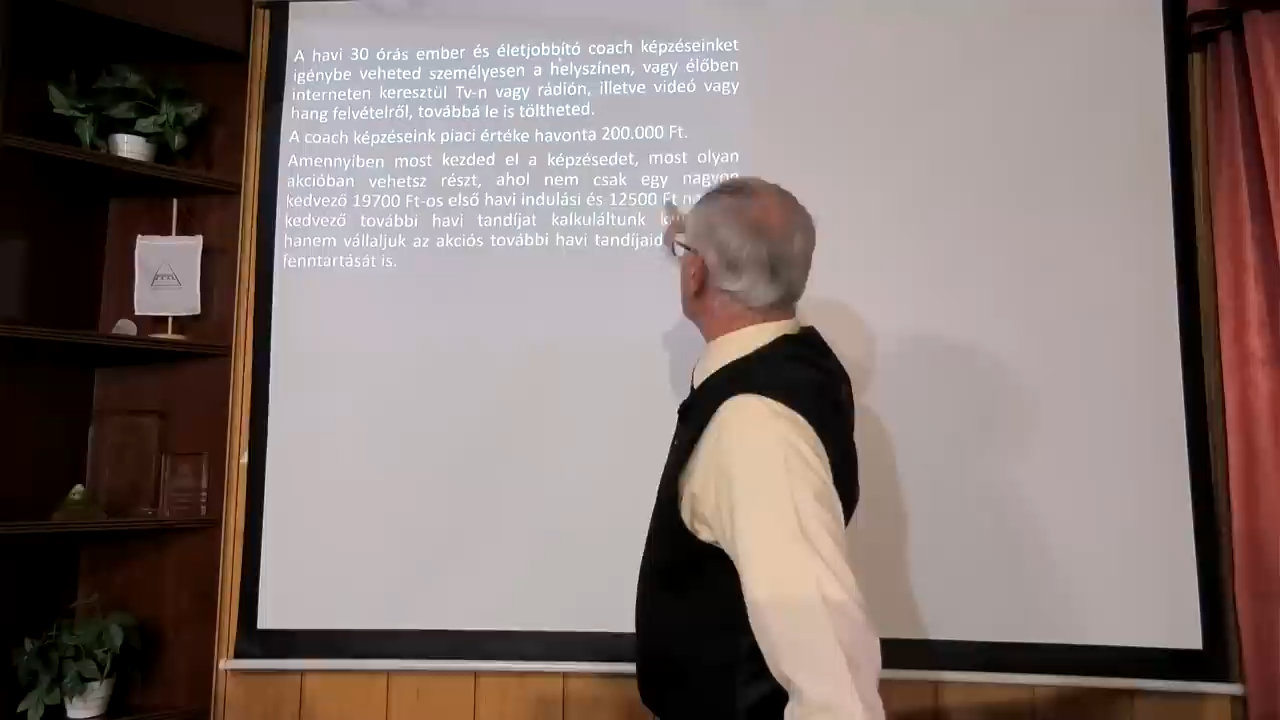 A havi 30 órás ember és életjobbító coach képzéseinket
igénybe veheted személyesen a helyszínen, vagy élőben
interneten keresztül Tv-n vagy rádión, illetve videó vagy
hang felvételről, továbbá le is töltheted.
A coach képzéseink piaci értéke havonta 200.000 Ft.
Amennyiben most kezded el a képzésedet, most olyan
akcióban vehetsz részt, ahol nem csak egy nagyon
kedvező 19700 Ft-os első havi indulási és 12500 Ft
kedvező további havi tandíjat kalkuláltunk
hanem vállaljuk az akciós további havi
fenntartását is.